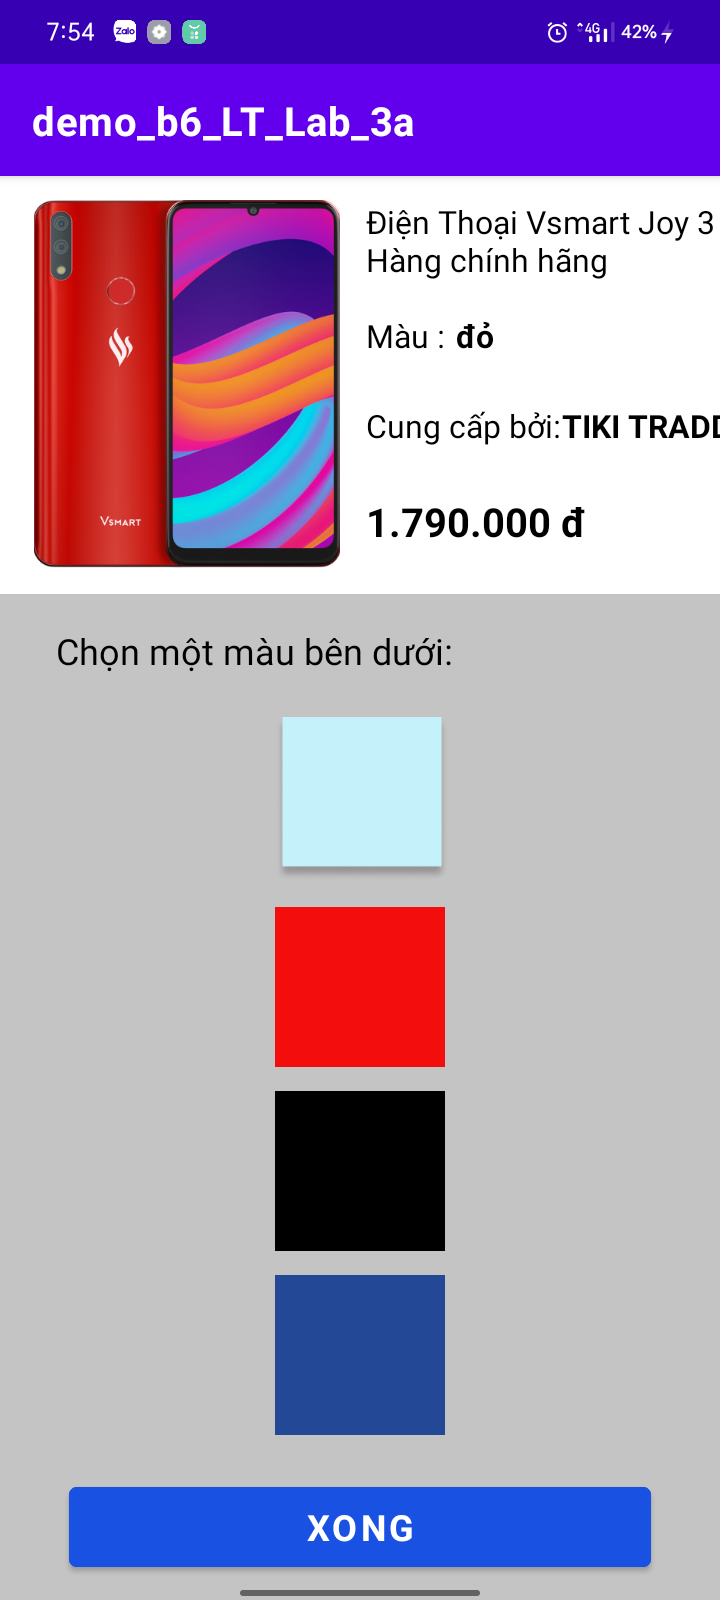 7:54 Zalo 4G 42%
demo_b6_LT_Lab_3a
VSMART
Điện Thoại Vsmart Joy 3
Hàng chính hãng
Màu : đỏ
Cung cấp bởi:TIKI TRADD
1.790.000 đ
Chọn một màu bên dưới:
XONG